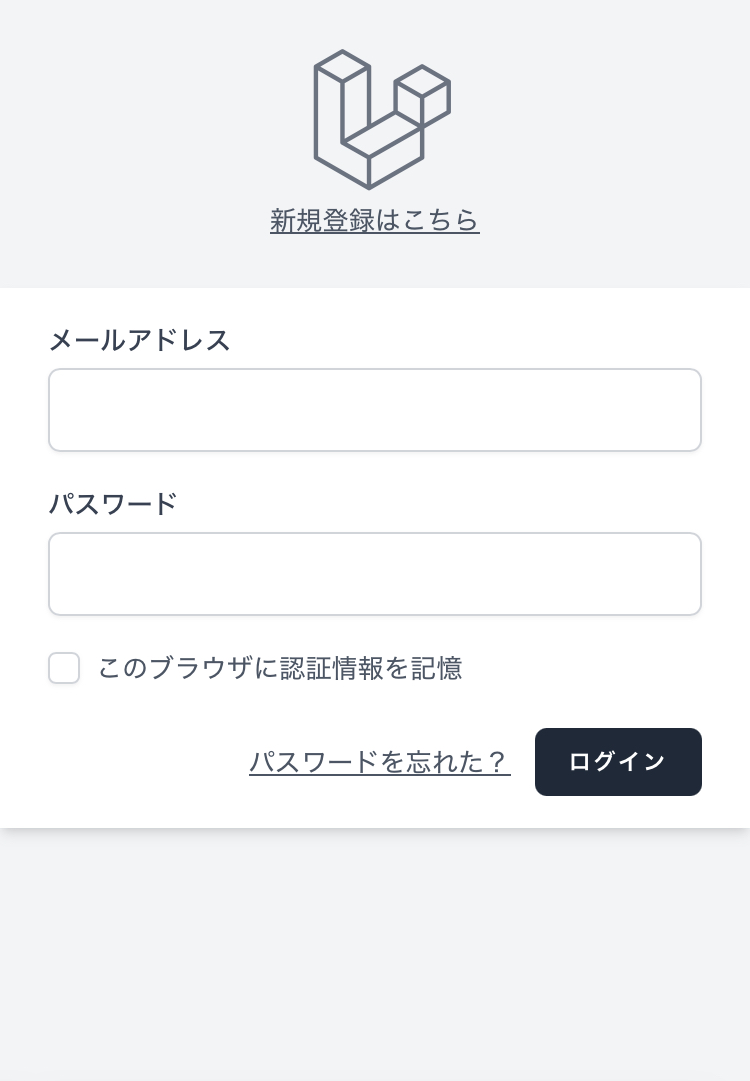 新規登録はこちら
メールアドレス
パスワード
このブラウザに認証情報を記憶
パスワードを忘れた？
ログイン